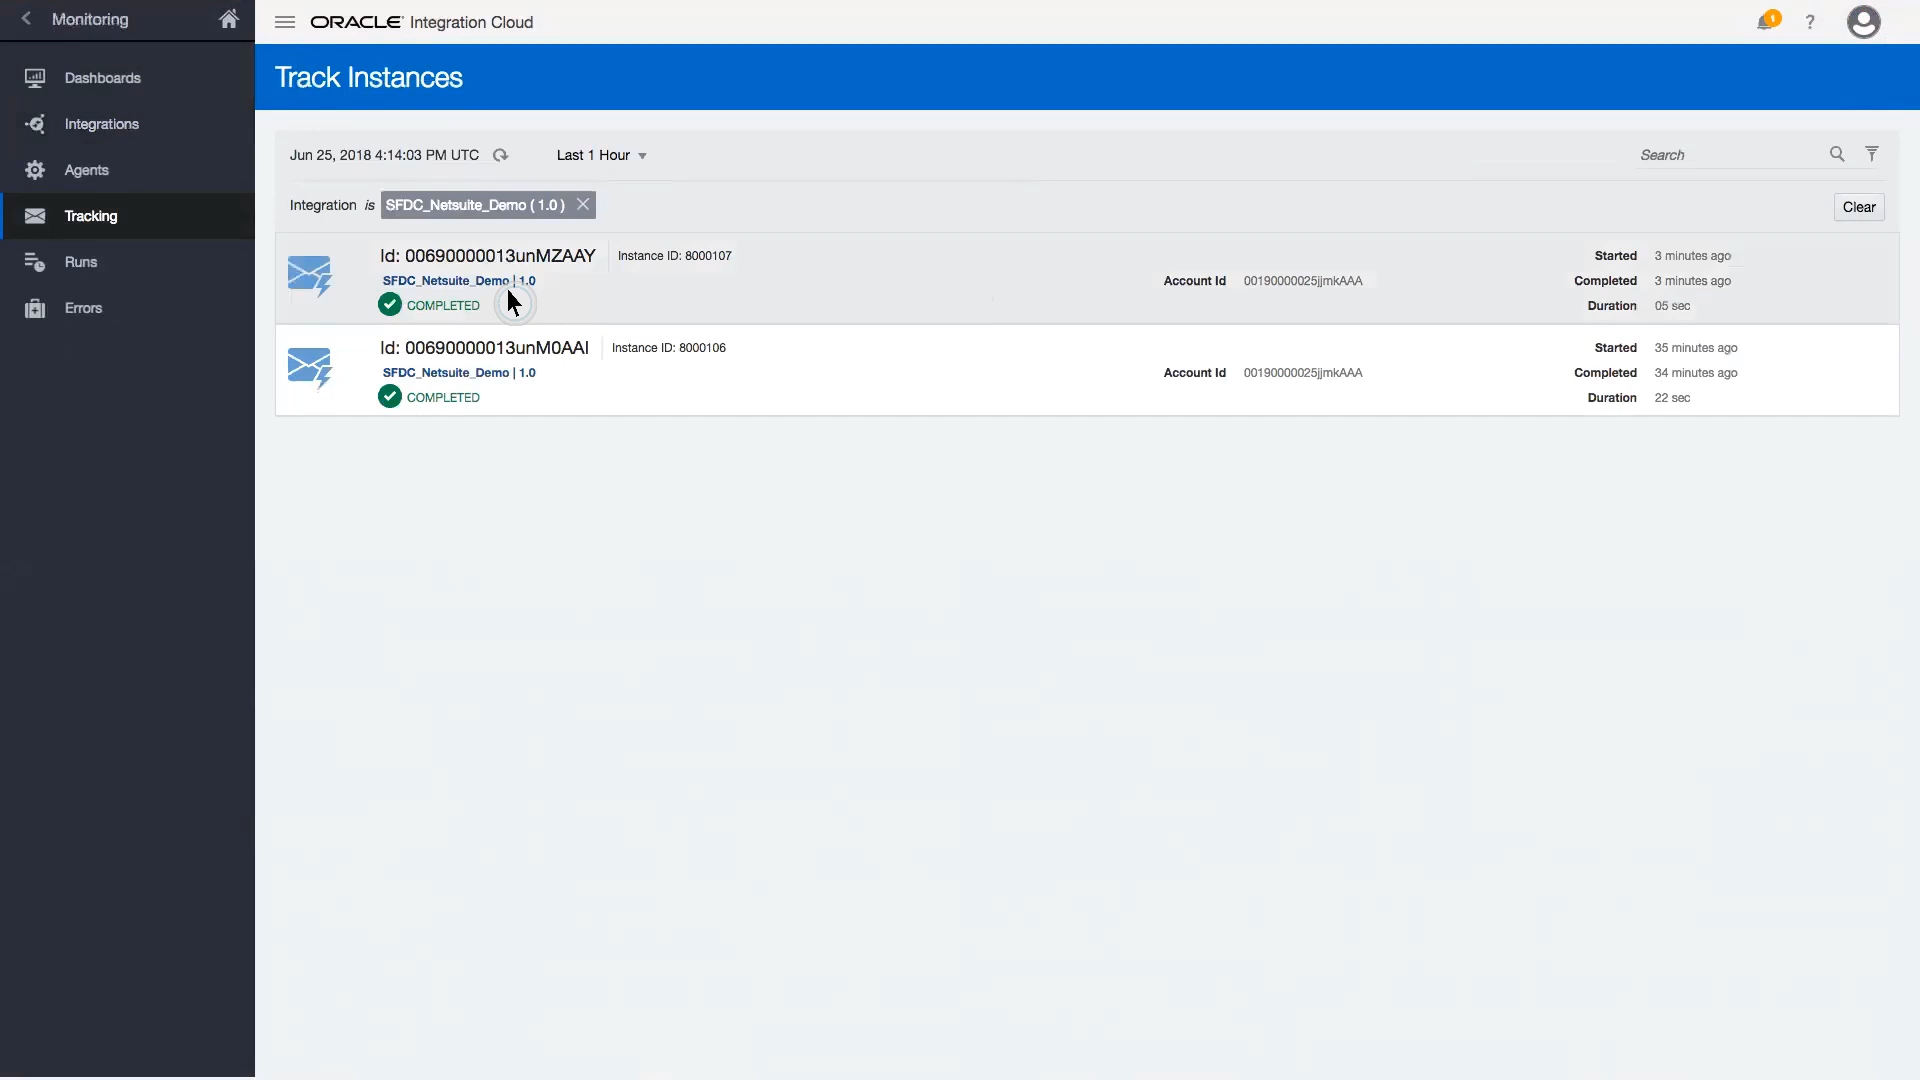 Monitoring
Dashboards
Integrations
Agents
Tracking
Runs
Errors
ORACLE Integration Cloud
1
?
Track Instances
Jun 25, 2018 4:14:03 PM UTC
Last 1 Hour
Search
Integration is SFDC_Netsuite_Demo ( 1.0 )
Clear
Id: 00690000013unMZAAY Instance ID: 8000107
SFDC_Netsuite_Demo | 1.0
COMPLETED
Account Id 00190000025jjmkAAA
Started 3 minutes ago
Completed 3 minutes ago
Duration 05 sec
Id: 00690000013unM0AAI Instance ID: 8000106
SFDC_Netsuite_Demo | 1.0
COMPLETED
Account Id 00190000025jjmkAAA
Started 35 minutes ago
Completed 34 minutes ago
Duration 22 sec